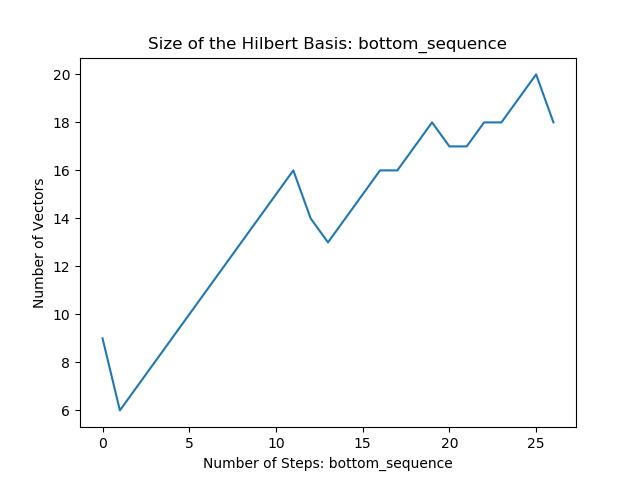 Size of the Hilbert Basis: bottom_sequence
20
18
16
14
12
10
8
6
Number of Vectors
0 5 10 15 20 25
Number of Steps: bottom_sequence